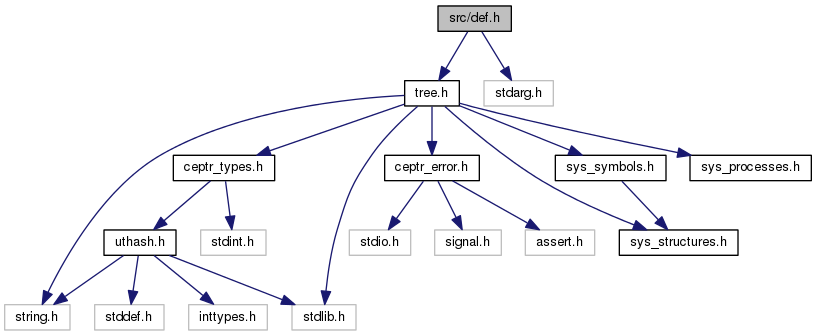 src/def.h
tree.h
stdarg.h
ceptr_types.h
ceptr_error.h
sys_symbols.h
sys_processes.h
uthash.h
stdint.h
stdio.h
signal.h
assert.h
sys_structures.h
string.h
stddef.h
inttypes.h
stdlib.h